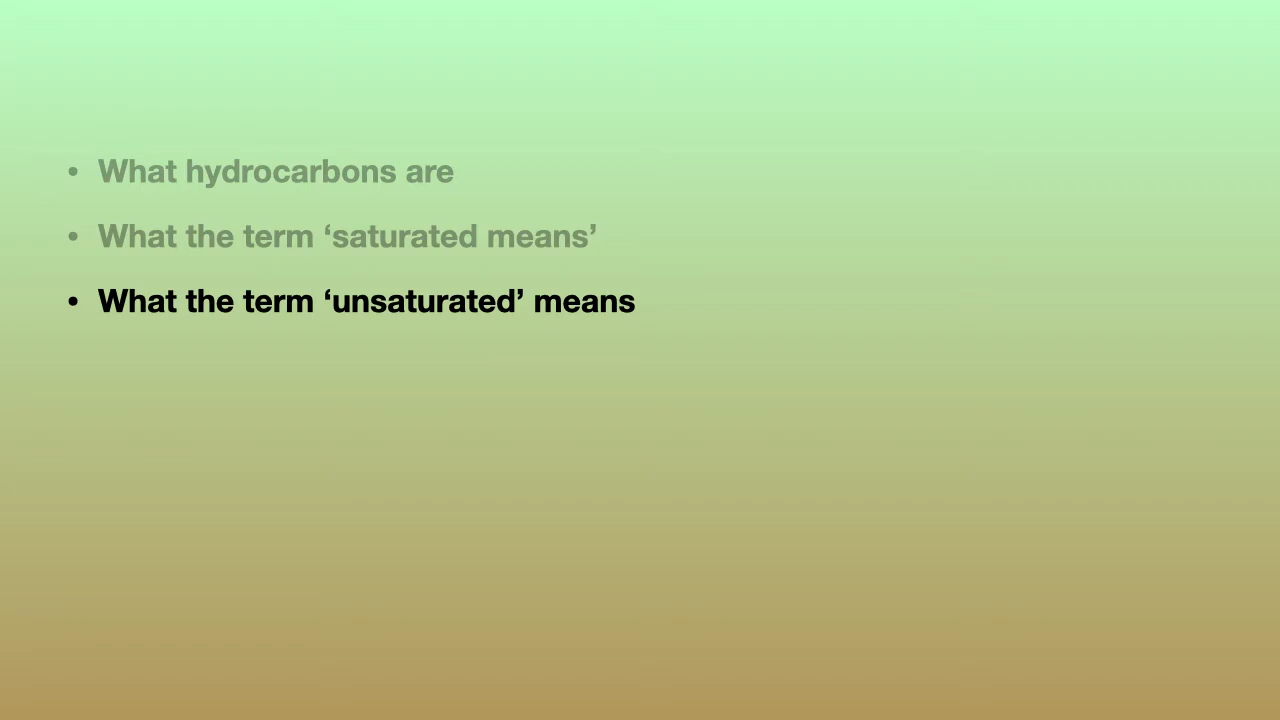 • What hydrocarbons are
• What the term ‘saturated means’
• What the term ‘unsaturated’ means